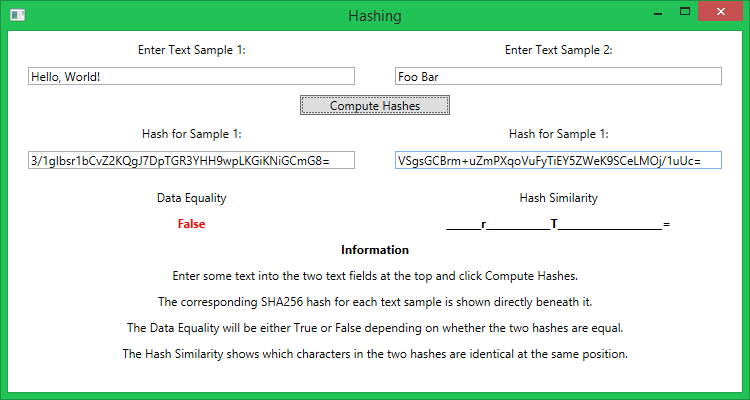 Hashing
Enter Text Sample 1: Enter Text Sample 2:
Hello, World! Foo Bar
Compute Hashes
Hash for Sample 1: Hash for Sample 1:
3/1gIbsr1bCvZ2KQgJ7DpTGR3YHH9wpLKGiKNiGCmG8= VSgsGCBrm+uZmPXqoVuFyTiEY5ZWeK9SCeLMOj/1uUc=
Data Equality Hash Similarity
False _______r_____________T_____________________=
Information
Enter some text into the two text fields at the top and click Compute Hashes.
The corresponding SHA256 hash for each text sample is shown directly beneath it.
The Data Equality will be either True or False depending on whether the two hashes are equal.
The Hash Similarity shows which characters in the two hashes are identical at the same position.